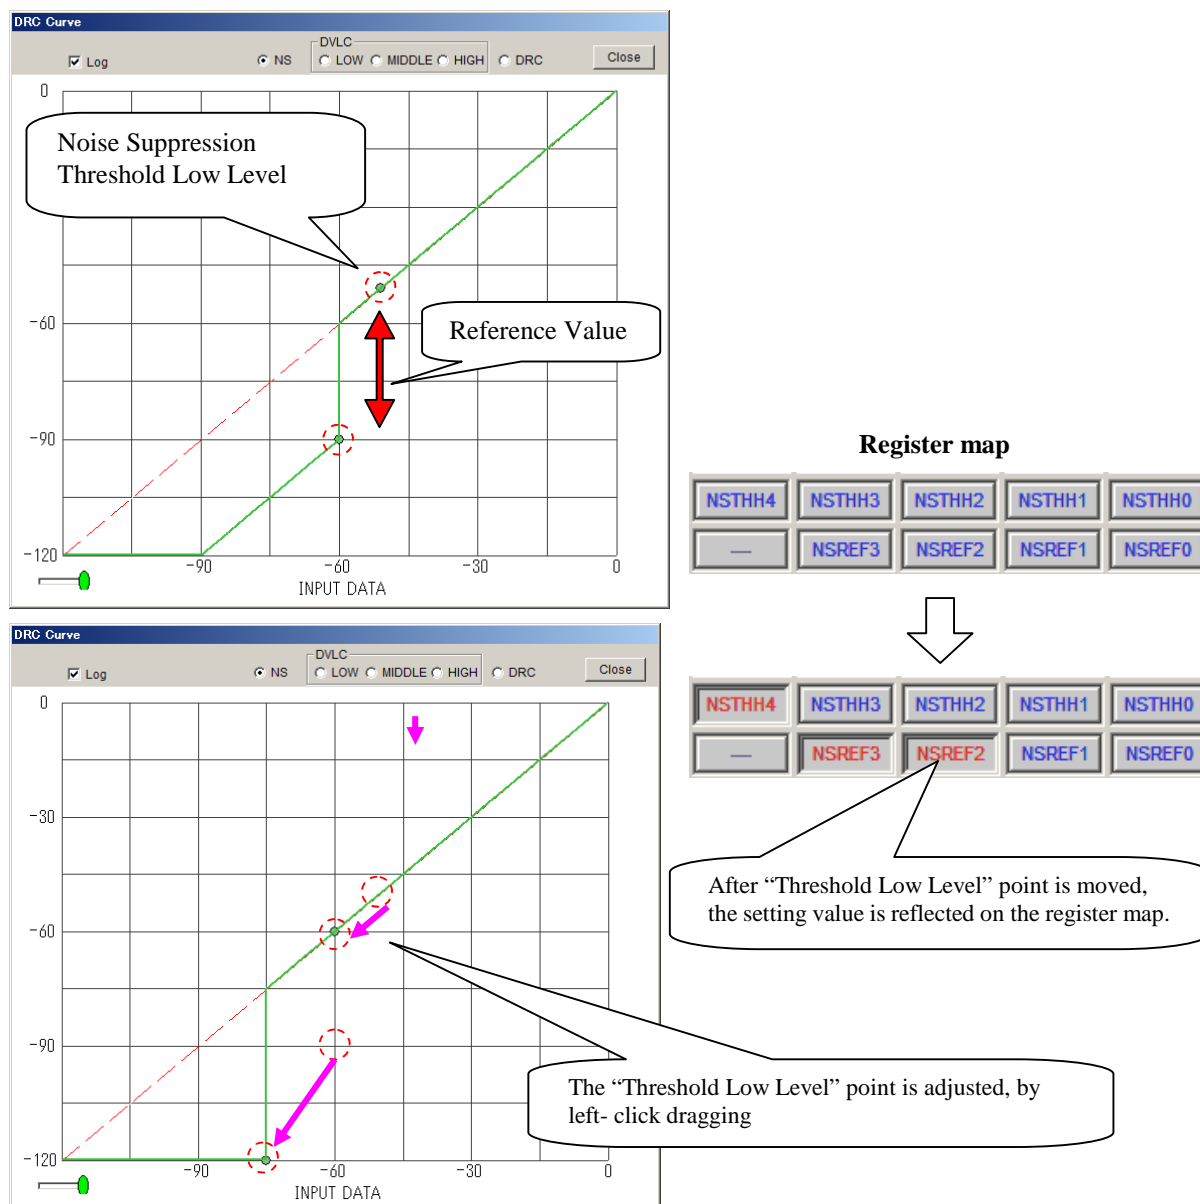 DRC Curve
Log
NS
DVLC
LOW MIDDLE HIGH
DRC
Close
0
Noise Suppression
Threshold Low Level
-60
Reference Value
-90
-120
-90 -60 -30 0
INPUT DATA
Register map
NSTHH4 NSTHH3 NSTHH2 NSTHH1 NSTHH0
— NSREF3 NSREF2 NSREF1 NSREF0
DRC Curve
Log
NS
DVLC
LOW MIDDLE HIGH
DRC
Close
0
-30
-60
-90
-120
-90 -60 -30 0
INPUT DATA
NSTHH4 NSTHH3 NSTHH2 NSTHH1 NSTHH0
— NSREF3 NSREF2 NSREF1 NSREF0
After “Threshold Low Level” point is moved,
the setting value is reflected on the register map.
The “Threshold Low Level” point is adjusted, by
left- click dragging